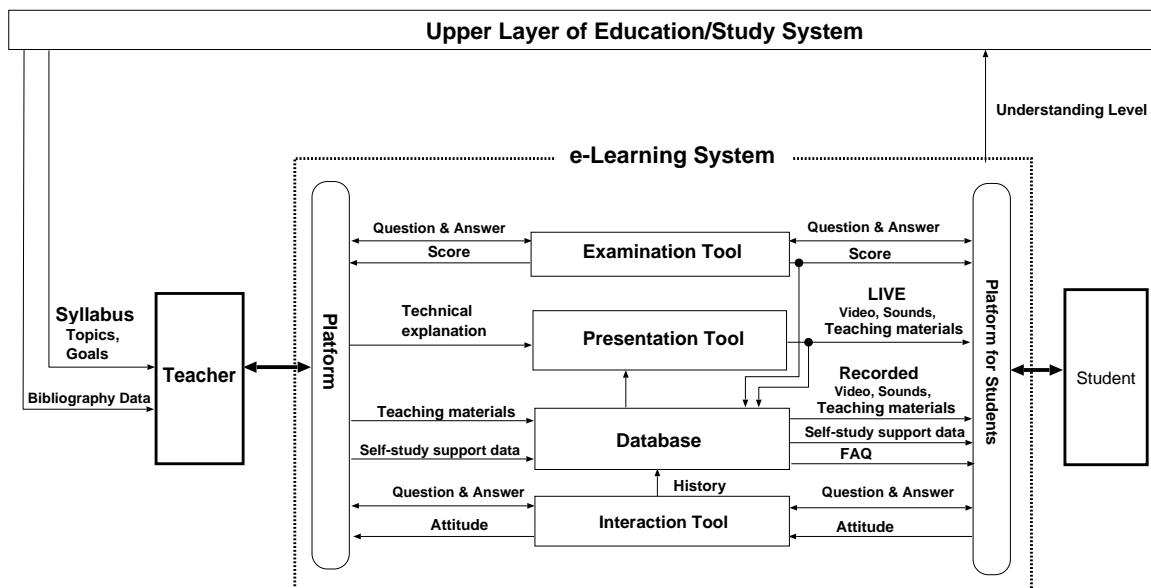 Upper Layer of Education/Study System
Understanding Level
e-Learning System
Syllabus
Topics,
Goals
Bibliography Data
Teacher
Platform
Question & Answer
Score
Technical
explanation
Teaching materials
Self-study support data
Question & Answer
Attitude
Examination Tool
Presentation Tool
Database
History
Interaction Tool
Question & Answer
Score
LIVE
Video, Sounds,
Teaching materials
Recorded
Video, Sounds,
Teaching materials
Self-study support data
FAQ
Question & Answer
Attitude
Platform for Students
Student